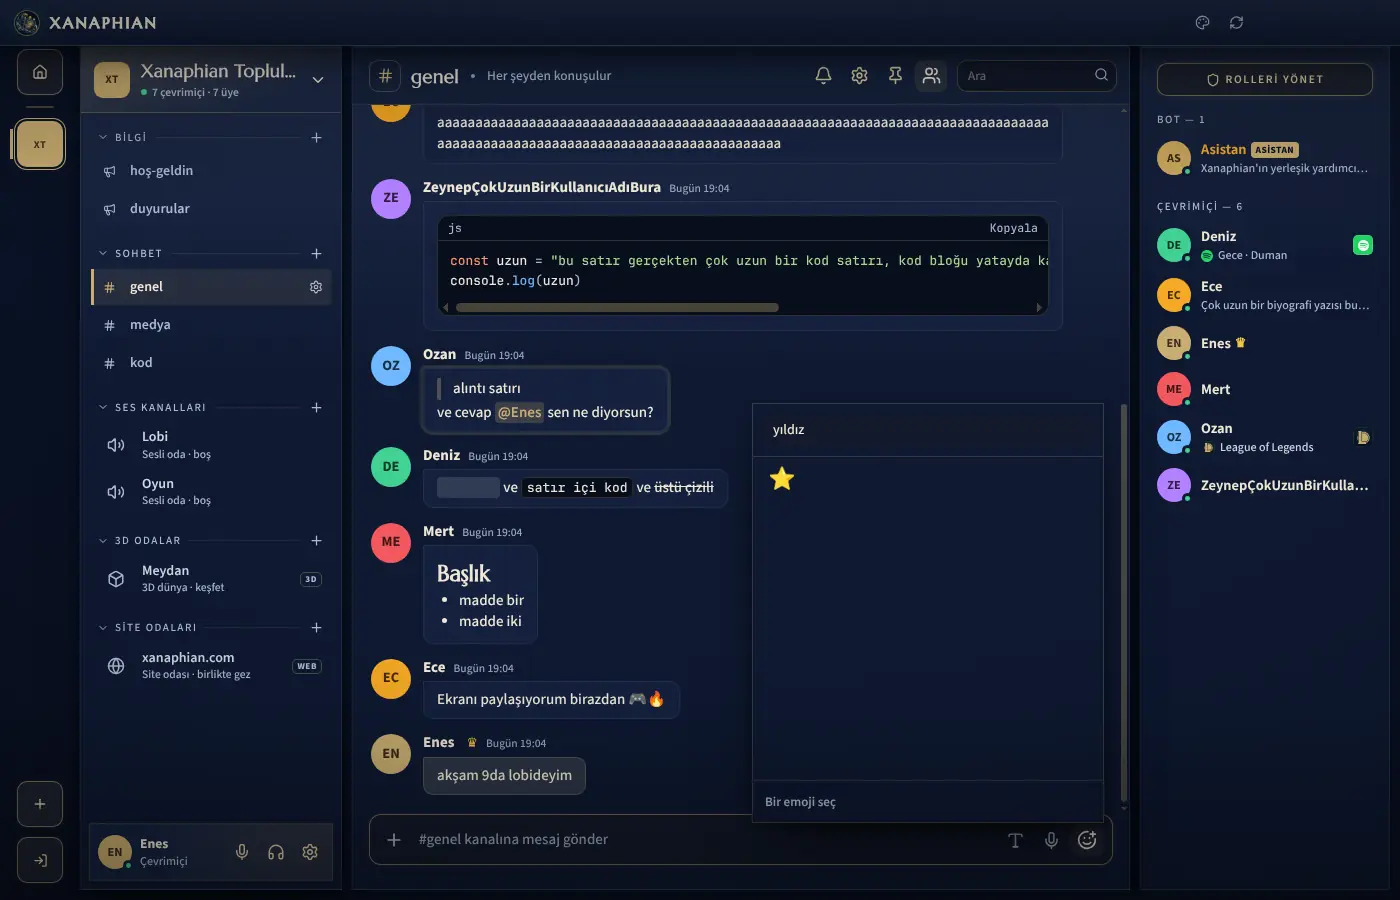 XANAPHIAN
XT
XT
Xanaphian Toplul...
7 çevrimiçi · 7 üye
BİLGİ
hoş-geldin
duyurular
SOHBET
genel
medya
kod
SES KANALLARI
Lobi
Sesli oda · boş
Oyun
Sesli oda · boş
3D ODALAR
Meydan
3D dünya · keşfet
3D
SİTE ODALARI
xanaphian.com
Site odası · birlikte gez
WEB
EN
Enes
Çevrimiçi
# genel • Her şeyden konuşulur
Ara
aaaaaaaaaaaaaaaaaaaaaaaaaaaaaaaaaaaaaaaaaaaaaaaaaaaaaaaaaaaaaaaaaaaaaaaa
aaaaaaaaaaaaaaaaaaaaaaaaaaaaaaaaaaaaaaaa
ZE
ZeynepÇokUzunBirKullanıcıAdıBura Bugün 19:04
js
Kopyala
const uzun = "bu satır gerçekten çok uzun bir kod satırı, kod bloğu yatayda ka
console.log(uzun)
OZ
Ozan Bugün 19:04
alıntı satırı
ve cevap @Enes sen ne diyorsun?
DE
Deniz Bugün 19:04
ve satır içi kod ve üstü çizili
ME
Mert Bugün 19:04
Başlık
• madde bir
• madde iki
EC
Ece Bugün 19:04
Ekranı paylaşıyorum birazdan 🎮🔥
EN
Enes Bugün 19:04
akşam 9da lobideyim
#genel kanalına mesaj gönder
yıldız
Bir emoji seç
ROLLERİ YÖNET
BOT — 1
AS
Asistan ASİSTAN
Xanaphian'ın yerleşik yardımcı...
ÇEVRİMİÇİ — 6
DE
Deniz
Gece · Duman
EC
Ece
Çok uzun bir biyografi yazısı bu...
EN
Enes
ME
Mert
OZ
Ozan
League of Legends
ZE
ZeynepÇokUzunBirKulla...